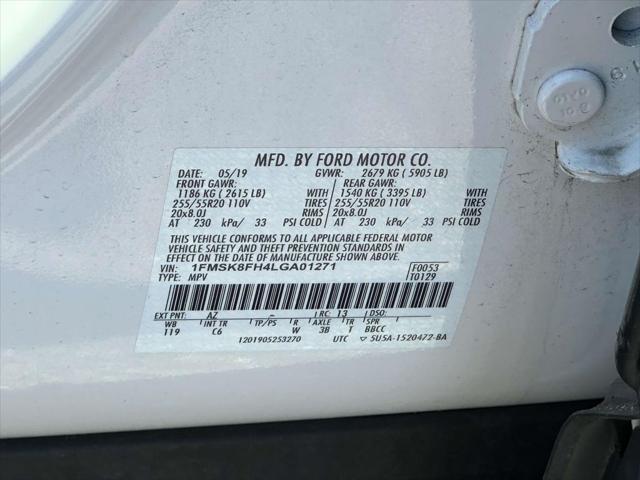 MFD. BY FORD MOTOR CO.
DATE: 05/19 GVWR: 2679 KG ( 5905 LB)
FRONT GAWR: REAR GAWR:
1186 KG ( 2615 LB) WITH 1540 KG ( 3395 LB) WITH
255/55R20 110V TIRES 255/55R20 110V TIRES
20x8.0J RIMS 20x8.0J RIMS
AT 230 kPa/ 33 PSI COLD AT 230 kPa/ 33 PSI COLD
THIS VEHICLE CONFORMS TO ALL APPLICABLE FEDERAL MOTOR
VEHICLE SAFETY AND THEFT PREVENTION STANDARDS IN
EFFECT ON THE DATE OF MANUFACTURE SHOWN ABOVE.
VIN: 1FMSK8FH4LGA01271 F0053
TYPE: MPV T0129
EXT PNT: AZ RC: 13 DSO:
WB INT TR TP/PS R AXLE TR SPR
119 C6 W 3B T BBCC
1201905253270 UTC ▽ 5U5A-1520472-BA